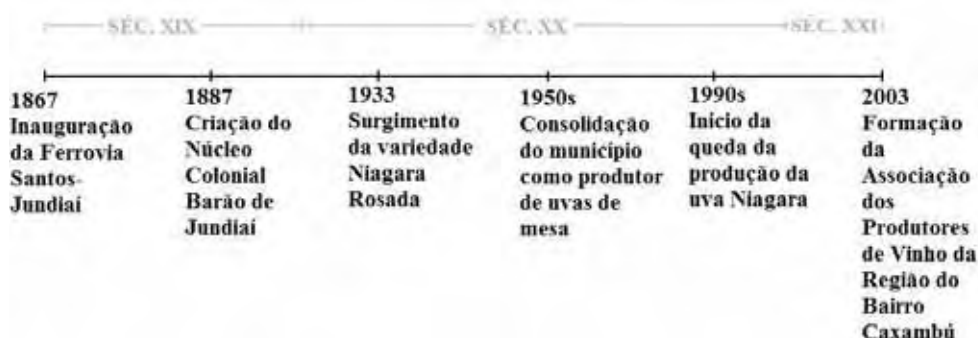 SÉC. XIX SÉC. XX SÉC. XXI
1867
Inauguração
da Ferrovia
Santos-
Jundiaí
1887
Criação do
Núcleo
Colonial
Barão de
Jundiaí
1933
Surgimento
da variedade
Niagara
Rosada
1950s
Consolidação
do município
como produtor
de uvas de
mesa
1990s
Início da
queda da
produção da
uva Niagara
2003
Formação
da
Associação
dos
Produtores
de Vinho da
Região do
Bairro
Caxambú